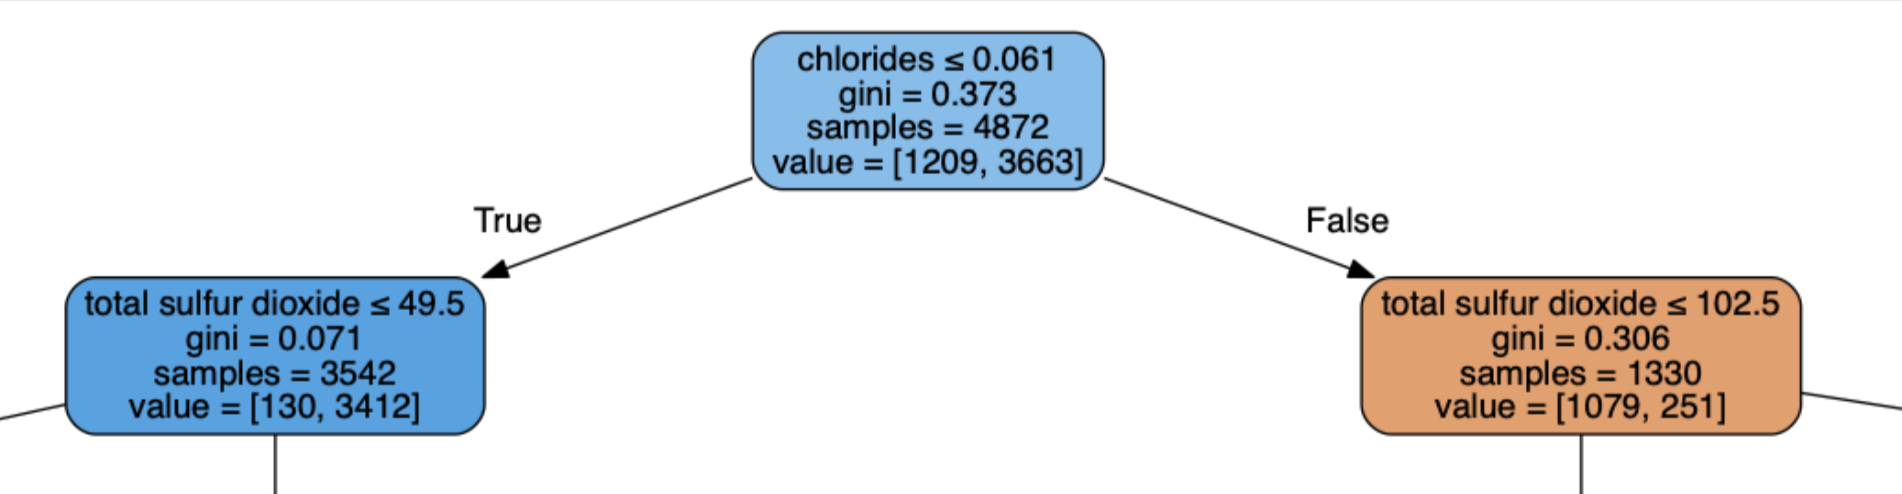 chlorides ≤ 0.061
gini = 0.373
samples = 4872
value = [1209, 3663]
True
False
total sulfur dioxide ≤ 49.5
gini = 0.071
samples = 3542
value = [130, 3412]
total sulfur dioxide ≤ 102.5
gini = 0.306
samples = 1330
value = [1079, 251]